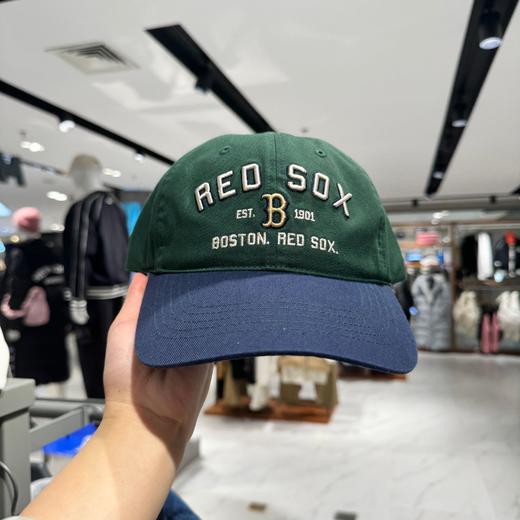 RED SOX
EST. B 1901
BOSTON. RED SOX.